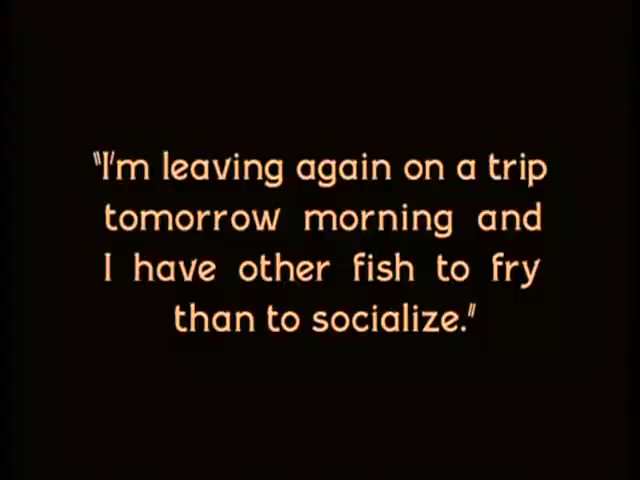 "I'm leaving again on a trip
tomorrow morning and
I have other fish to fry
than to socialize."